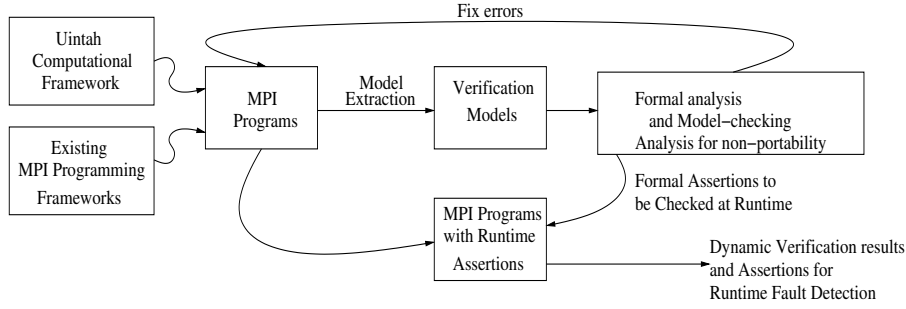 Fix errors
Uintah
Computational
Framework
Existing
MPI Programming
Frameworks
MPI
Programs
Model
Extraction
Verification
Models
Formal analysis
and Model-checking
Analysis for non-portability
Formal Assertions to
be Checked at Runtime
MPI Programs
with Runtime
Assertions
Dynamic Verification results
and Assertions for
Runtime Fault Detection